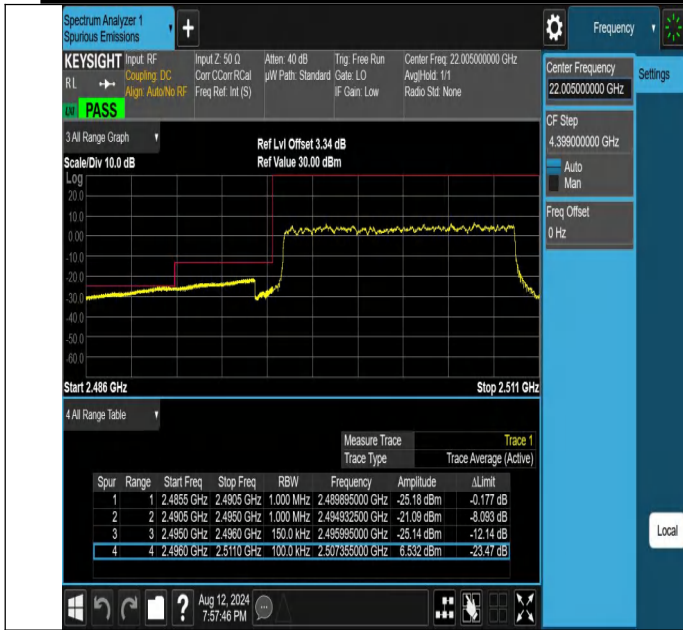 Spectrum Analyzer 1
Spurious Emissions
Frequency
KEYSIGHT
RL
PASS
Input: RF
Coupling: DC
Align: Auto/No RF
Input Z: 50 Ω
Corr CCorr RCal
Freq Ref: Int (S)
Atten: 40 dB
µW Path: Standard
Trig: Free Run
Gate: LO
IF Gain: Low
Center Freq: 22.005000000 GHz
Avg|Hold: 1/1
Radio Std: None
Center Frequency
22.005000000 GHz
Settings
CF Step
4.399000000 GHz
Auto
Man
Freq Offset
0 Hz
3 All Range Graph
Scale/Div 10.0 dB
Ref Lvl Offset 3.34 dB
Ref Value 30.00 dBm
Log
20.0
10.0
0.00
-10.0
-20.0
-30.0
-40.0
-50.0
-60.0
Start 2.486 GHz
Stop 2.511 GHz
4 All Range Table
Measure Trace Trace 1
Trace Type Trace Average (Active)
Spur Range Start Freq Stop Freq RBW Frequency Amplitude ΔLimit
1 1 2.4855 GHz 2.4905 GHz 1.000 MHz 2.489895000 GHz -25.18 dBm -0.177 dB
2 2 2.4905 GHz 2.4950 GHz 1.000 MHz 2.494932500 GHz -21.09 dBm -8.093 dB
3 3 2.4950 GHz 2.4960 GHz 150.0 kHz 2.495995000 GHz -25.14 dBm -12.14 dB
4 4 2.4960 GHz 2.5110 GHz 100.0 kHz 2.507355000 GHz 6.532 dBm -23.47 dB
Local
Aug 12, 2024
7:57:46 PM